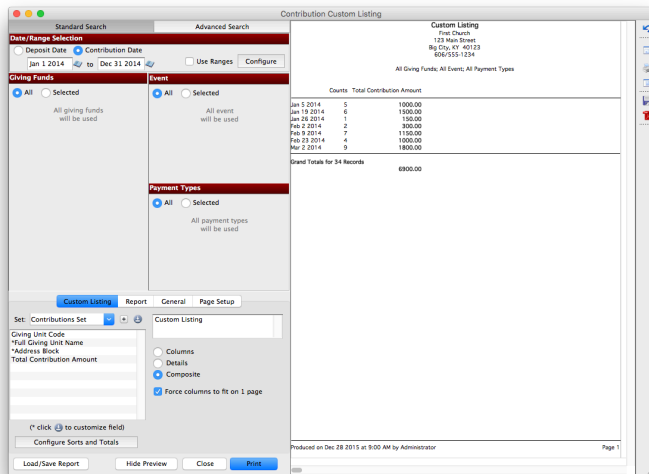 Contribution Custom Listing
Standard Search
Advanced Search
Date/Range Selection
Deposit Date Contribution Date
Jan 1 2014 to Dec 31 2014
Use Ranges Configure
Giving Funds
All Selected
All giving funds
will be used
Event
All Selected
All event
will be used
Payment Types
All Selected
All payment types
will be used
Custom Listing Report General Page Setup
Set: Contributions Set
Giving Unit Code
*Full Giving Unit Name
*Address Block
Total Contribution Amount
(* click to customize field)
Configure Sorts and Totals
Custom Listing
Columns
Details
Composite
Force columns to fit on 1 page
Load/Save Report Hide Preview Close Print
Custom Listing
First Church
123 Main Street
Big City, KY 40123
606/555-1234
All Giving Funds; All Event; All Payment Types
Counts Total Contribution Amount
Jan 5 2014 5 1000.00
Jan 19 2014 6 1500.00
Jan 26 2014 1 150.00
Feb 2 2014 2 300.00
Feb 9 2014 7 1150.00
Feb 23 2014 4 1000.00
Mar 2 2014 9 1800.00
Grand Totals for 34 Records
6900.00
Produced on Dec 28 2015 at 9:00 AM by Administrator Page 1